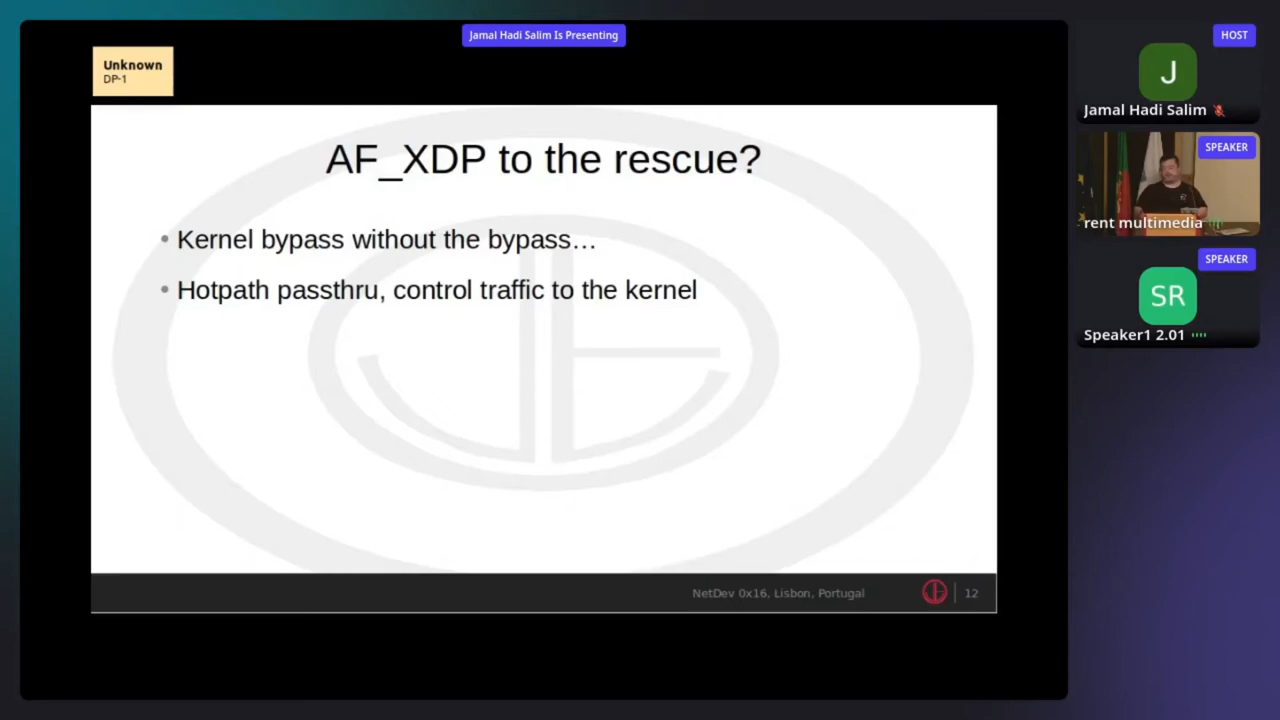 Jamal Hadi Salim Is Presenting
Unknown
DP-1
AF_XDP to the rescue?
• Kernel bypass without the bypass…
• Hotpath passthru, control traffic to the kernel
NetDev 0x16, Lisbon, Portugal
12
HOST
J
Jamal Hadi Salim
SPEAKER
rent multimedia
SPEAKER
SR
Speaker1 2.01